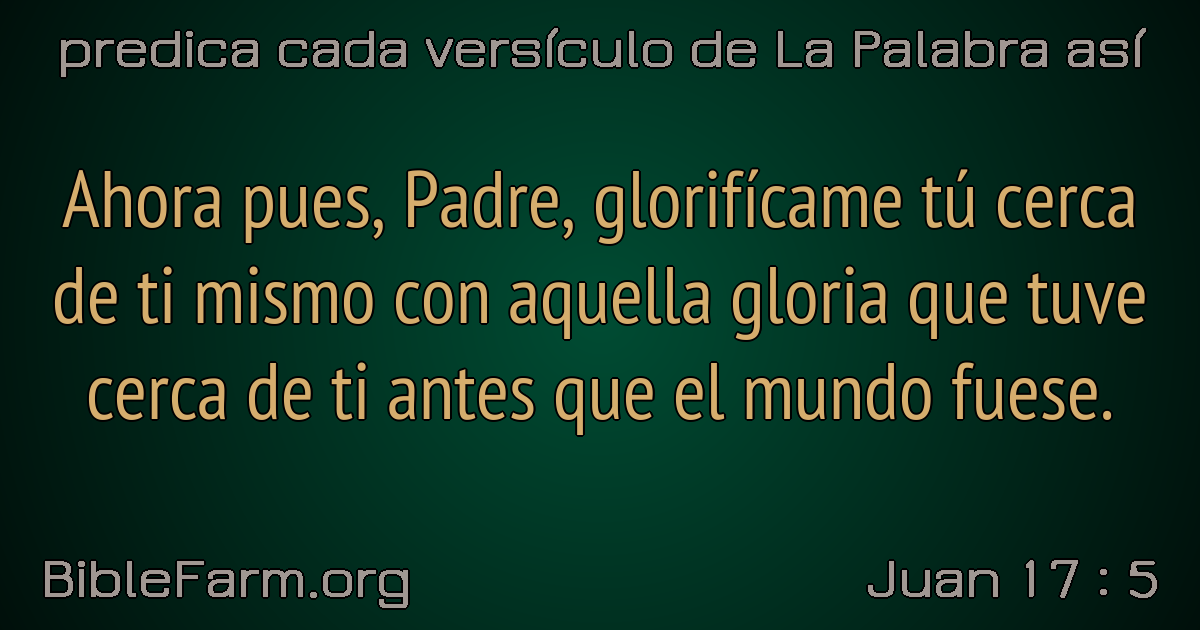 predica cada versículo de La Palabra así
Ahora pues, Padre, glorifícame tú cerca
de ti mismo con aquella gloria que tuve
cerca de ti antes que el mundo fuese.
BibleFarm.org
Juan 17 : 5